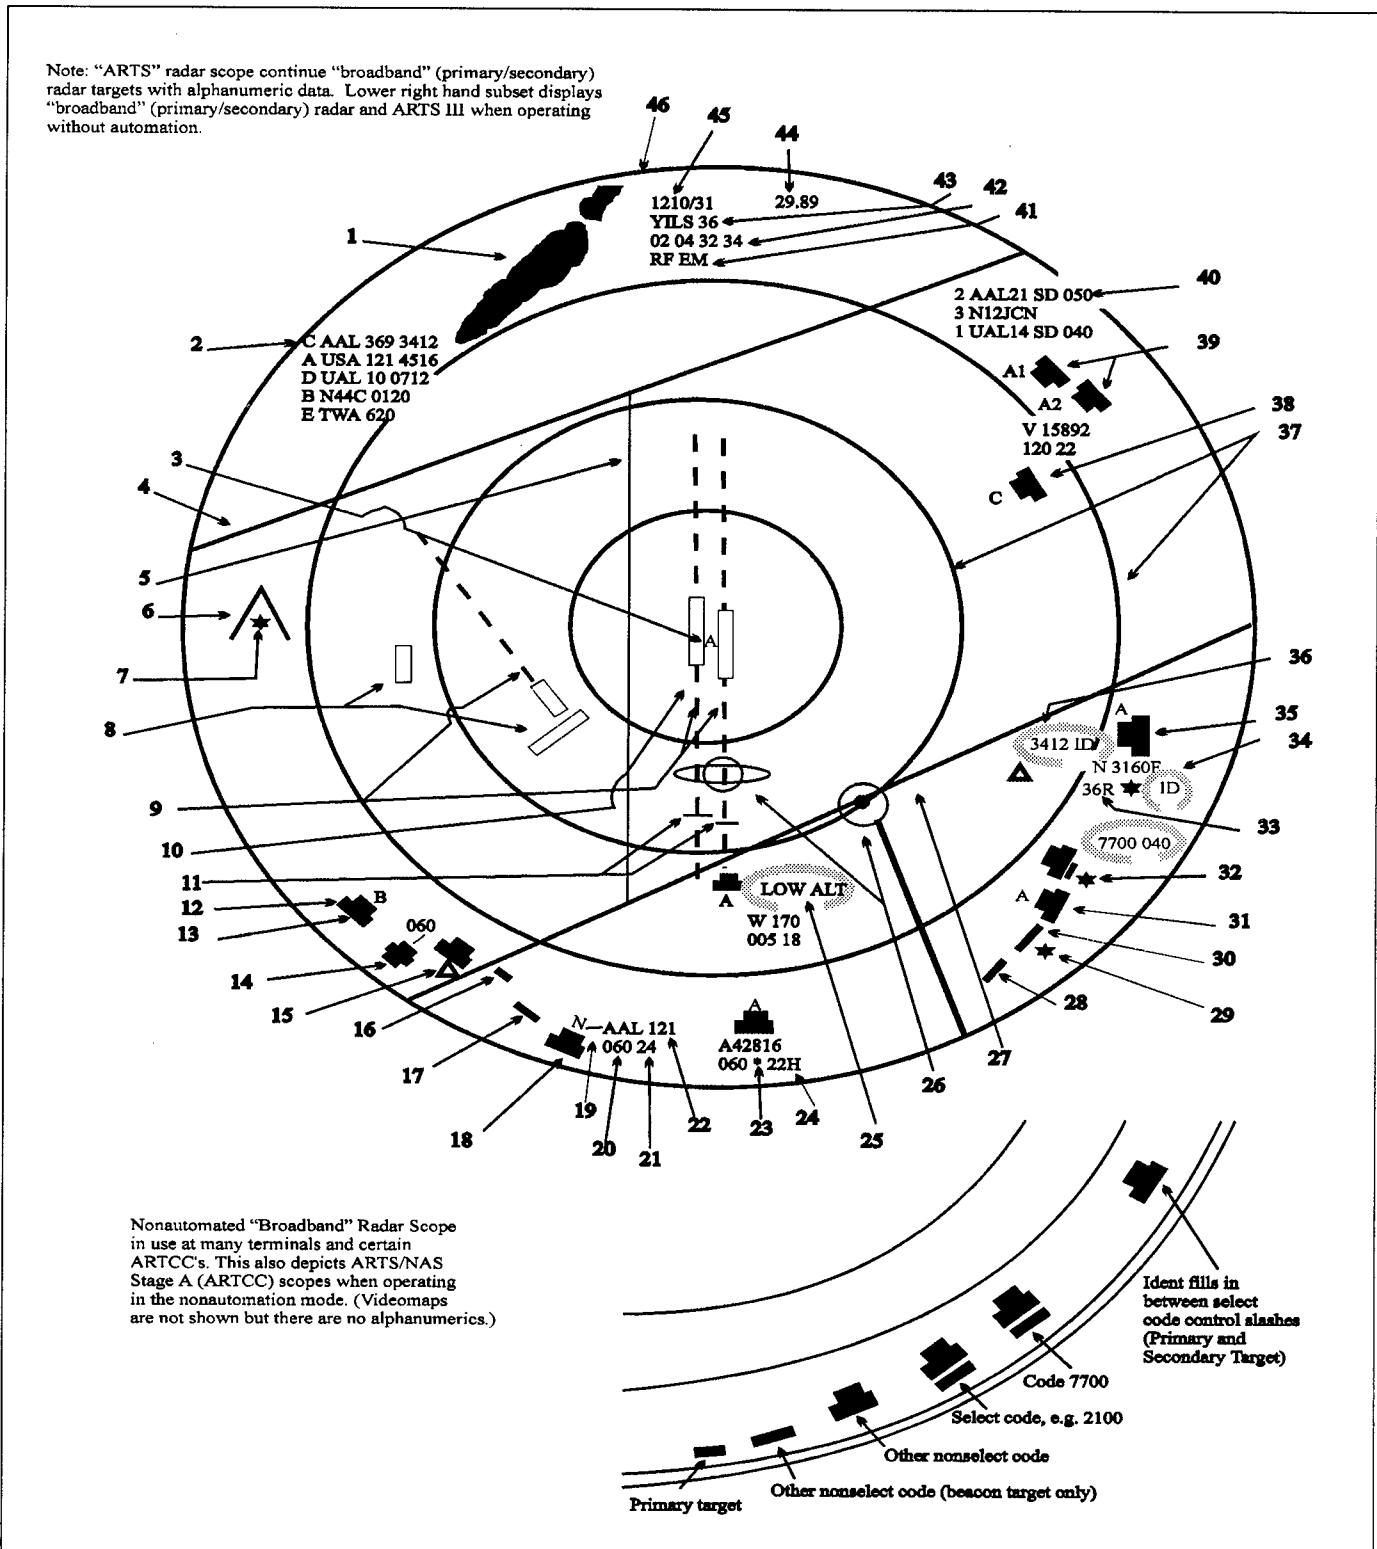 Note: “ARTS” radar scope continue “broadband” (primary/secondary)
radar targets with alphanumeric data. Lower right hand subset displays
“broadband” (primary/secondary) radar and ARTS III when operating
without automation.
46
45
44
43
42
41
1210/31
29.89
YILS 36
02 04 32 34
RF EM
1
40
2 AAL21 SD 050
3 N12JCN
1 UAL14 SD 040
2
C AAL 369 3412
A USA 121 4516
D UAL 10 0712
B N44C 0120
E TWA 620
39
A1
A2
38
37
V 15892
120 22
C
3
4
5
6
7
8
A
36
35
34
A
3412 ID
N 3160F
36R
ID
33
9
10
11
7700 040
32
12
13
B
060
14
15
16
17
A
LOW ALT
W 170
005 18
A
31
30
29
28
27
26
25
18
N
AAL 121
060 24
19
20
21
22
A
A42816
060 * 22H
23
24
Nonautomated “Broadband” Radar Scope
in use at many terminals and certain
ARTCC's. This also depicts ARTS/NAS
Stage A (ARTCC) scopes when operating
in the nonautomation mode. (Videomaps
are not shown but there are no alphanumerics.)
Ident fills in
between select
code control slashes
(Primary and
Secondary Target)
Code 7700
Select code, e.g. 2100
Other nonselect code
Other nonselect code (beacon target only)
Primary target